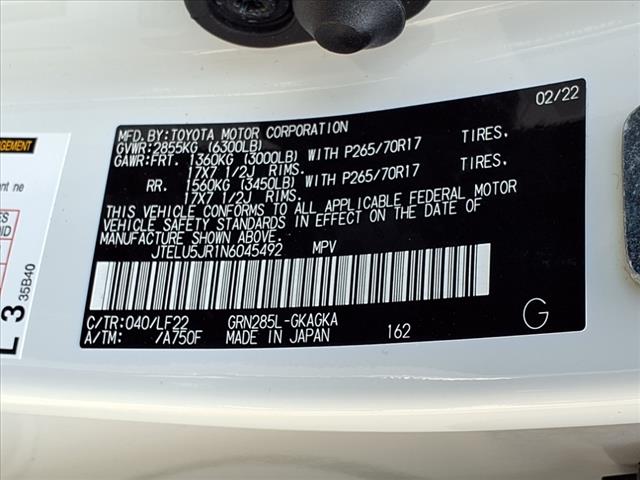 02/22
MFD.BY:TOYOTA MOTOR CORPORATION
GVWR:2855KG (6300LB)
GAWR:FRT. 1360KG (3000LB) WITH P265/70R17 TIRES,
17X7 1/2J RIMS.
RR. 1560KG (3450LB) WITH P265/70R17 TIRES,
17X7 1/2J RIMS.
THIS VEHICLE CONFORMS TO ALL APPLICABLE FEDERAL MOTOR
VEHICLE SAFETY STANDARDS IN EFFECT ON THE DATE OF
MANUFACTURE SHOWN ABOVE.
JTELU5JR1N6045492 MPV
C/TR:040/LF22 GRN285L-GKAGKA
A/TM: /A750F MADE IN JAPAN 162 G
35B40
L 3